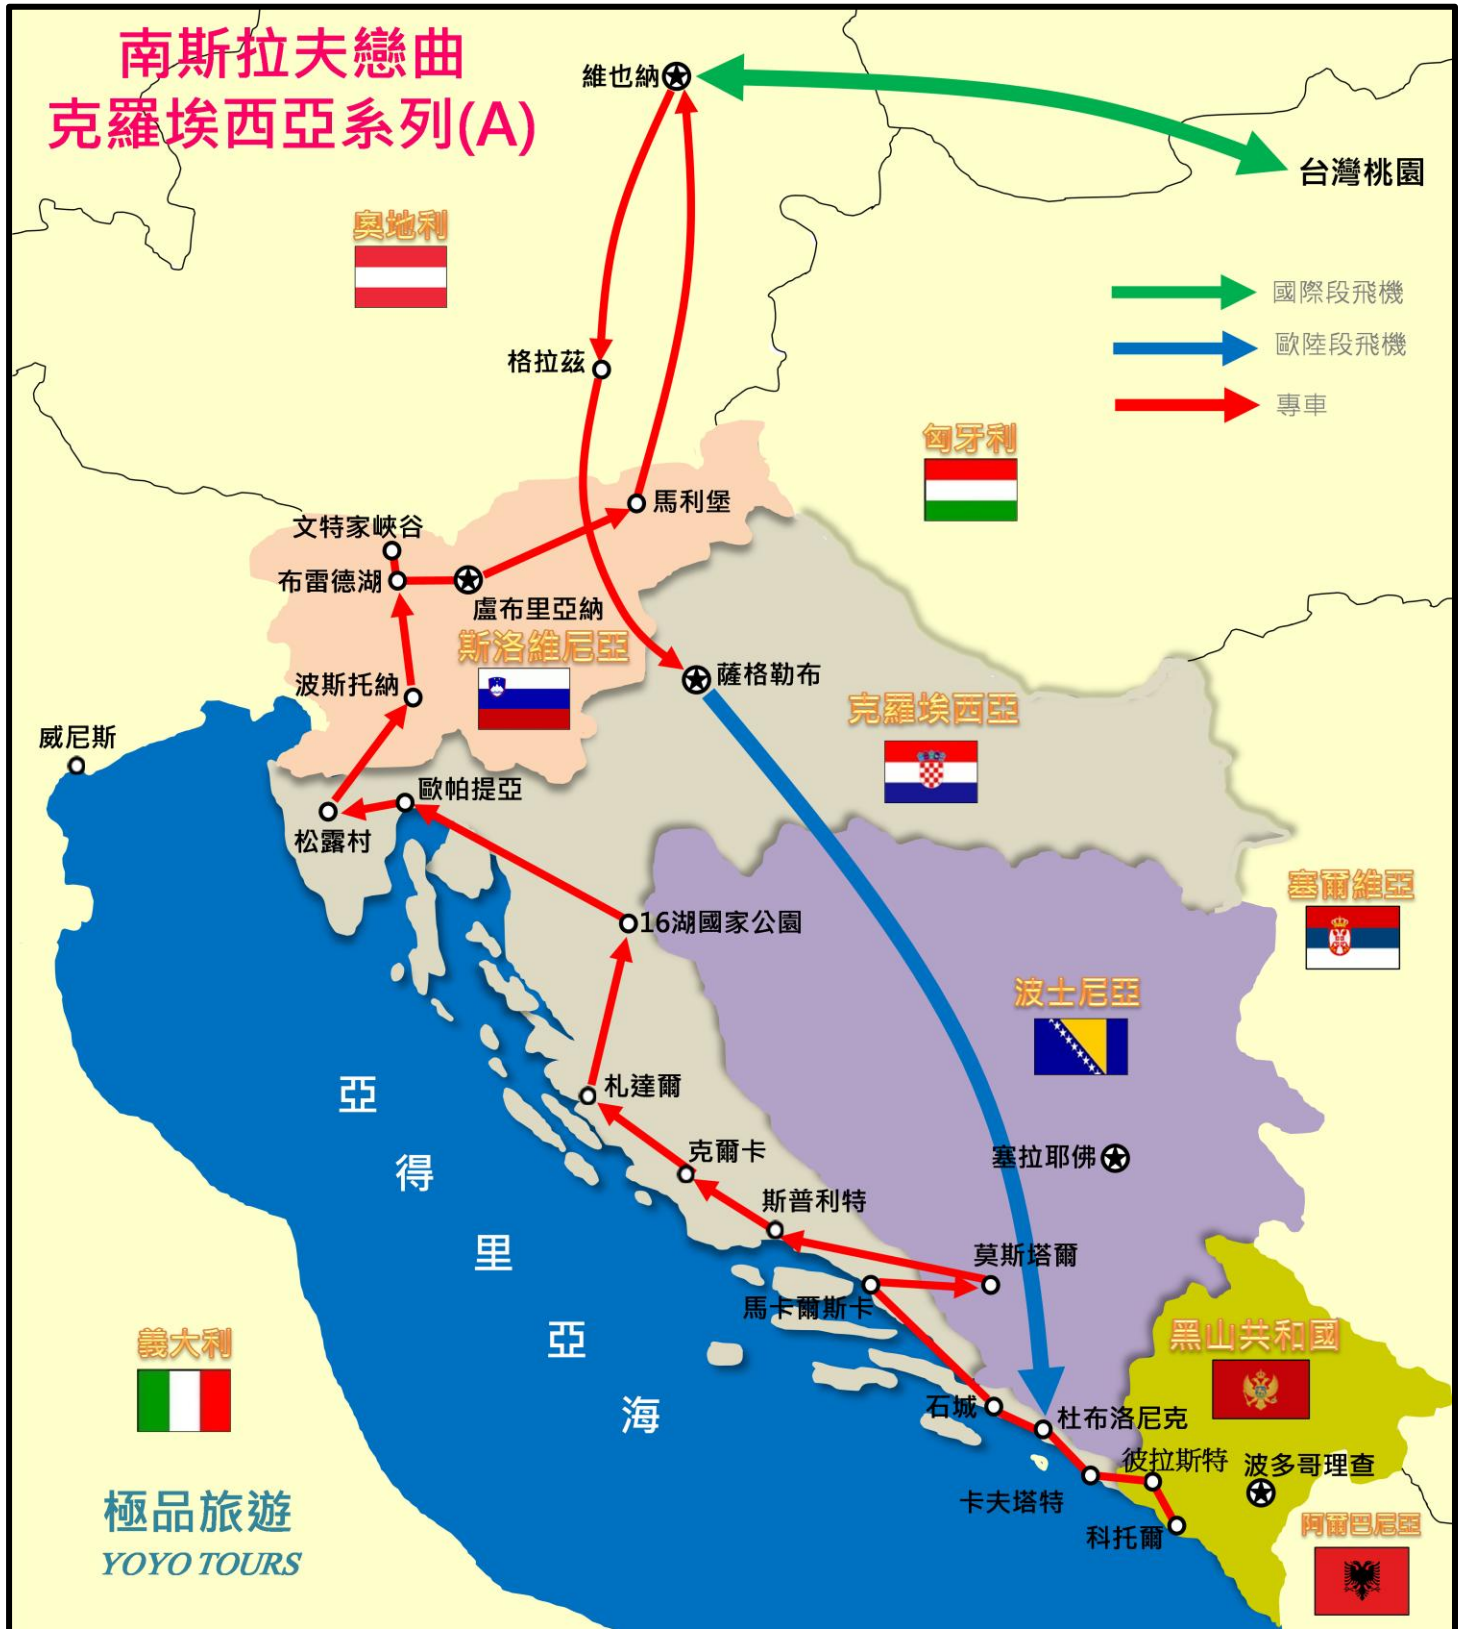 南斯拉夫戀曲
克羅埃西亞系列(A)
維也納
台灣桃園
奧地利
國際段飛機
歐陸段飛機
專車
格拉茲
匈牙利
馬利堡
文特家峽谷
布雷德湖
盧布里亞納
斯洛維尼亞
薩格勒布
波斯托納
克羅埃西亞
威尼斯
歐帕提亞
松露村
塞爾維亞
16湖國家公園
波士尼亞
札達爾
克爾卡
塞拉耶佛
斯普利特
莫斯塔爾
馬卡爾斯卡
亞
得
里
亞
海
義大利
黑山共和國
石城
杜布洛尼克
彼拉斯特
波多哥理查
卡夫塔特
科托爾
阿爾巴尼亞
極品旅遊
YOYO TOURS